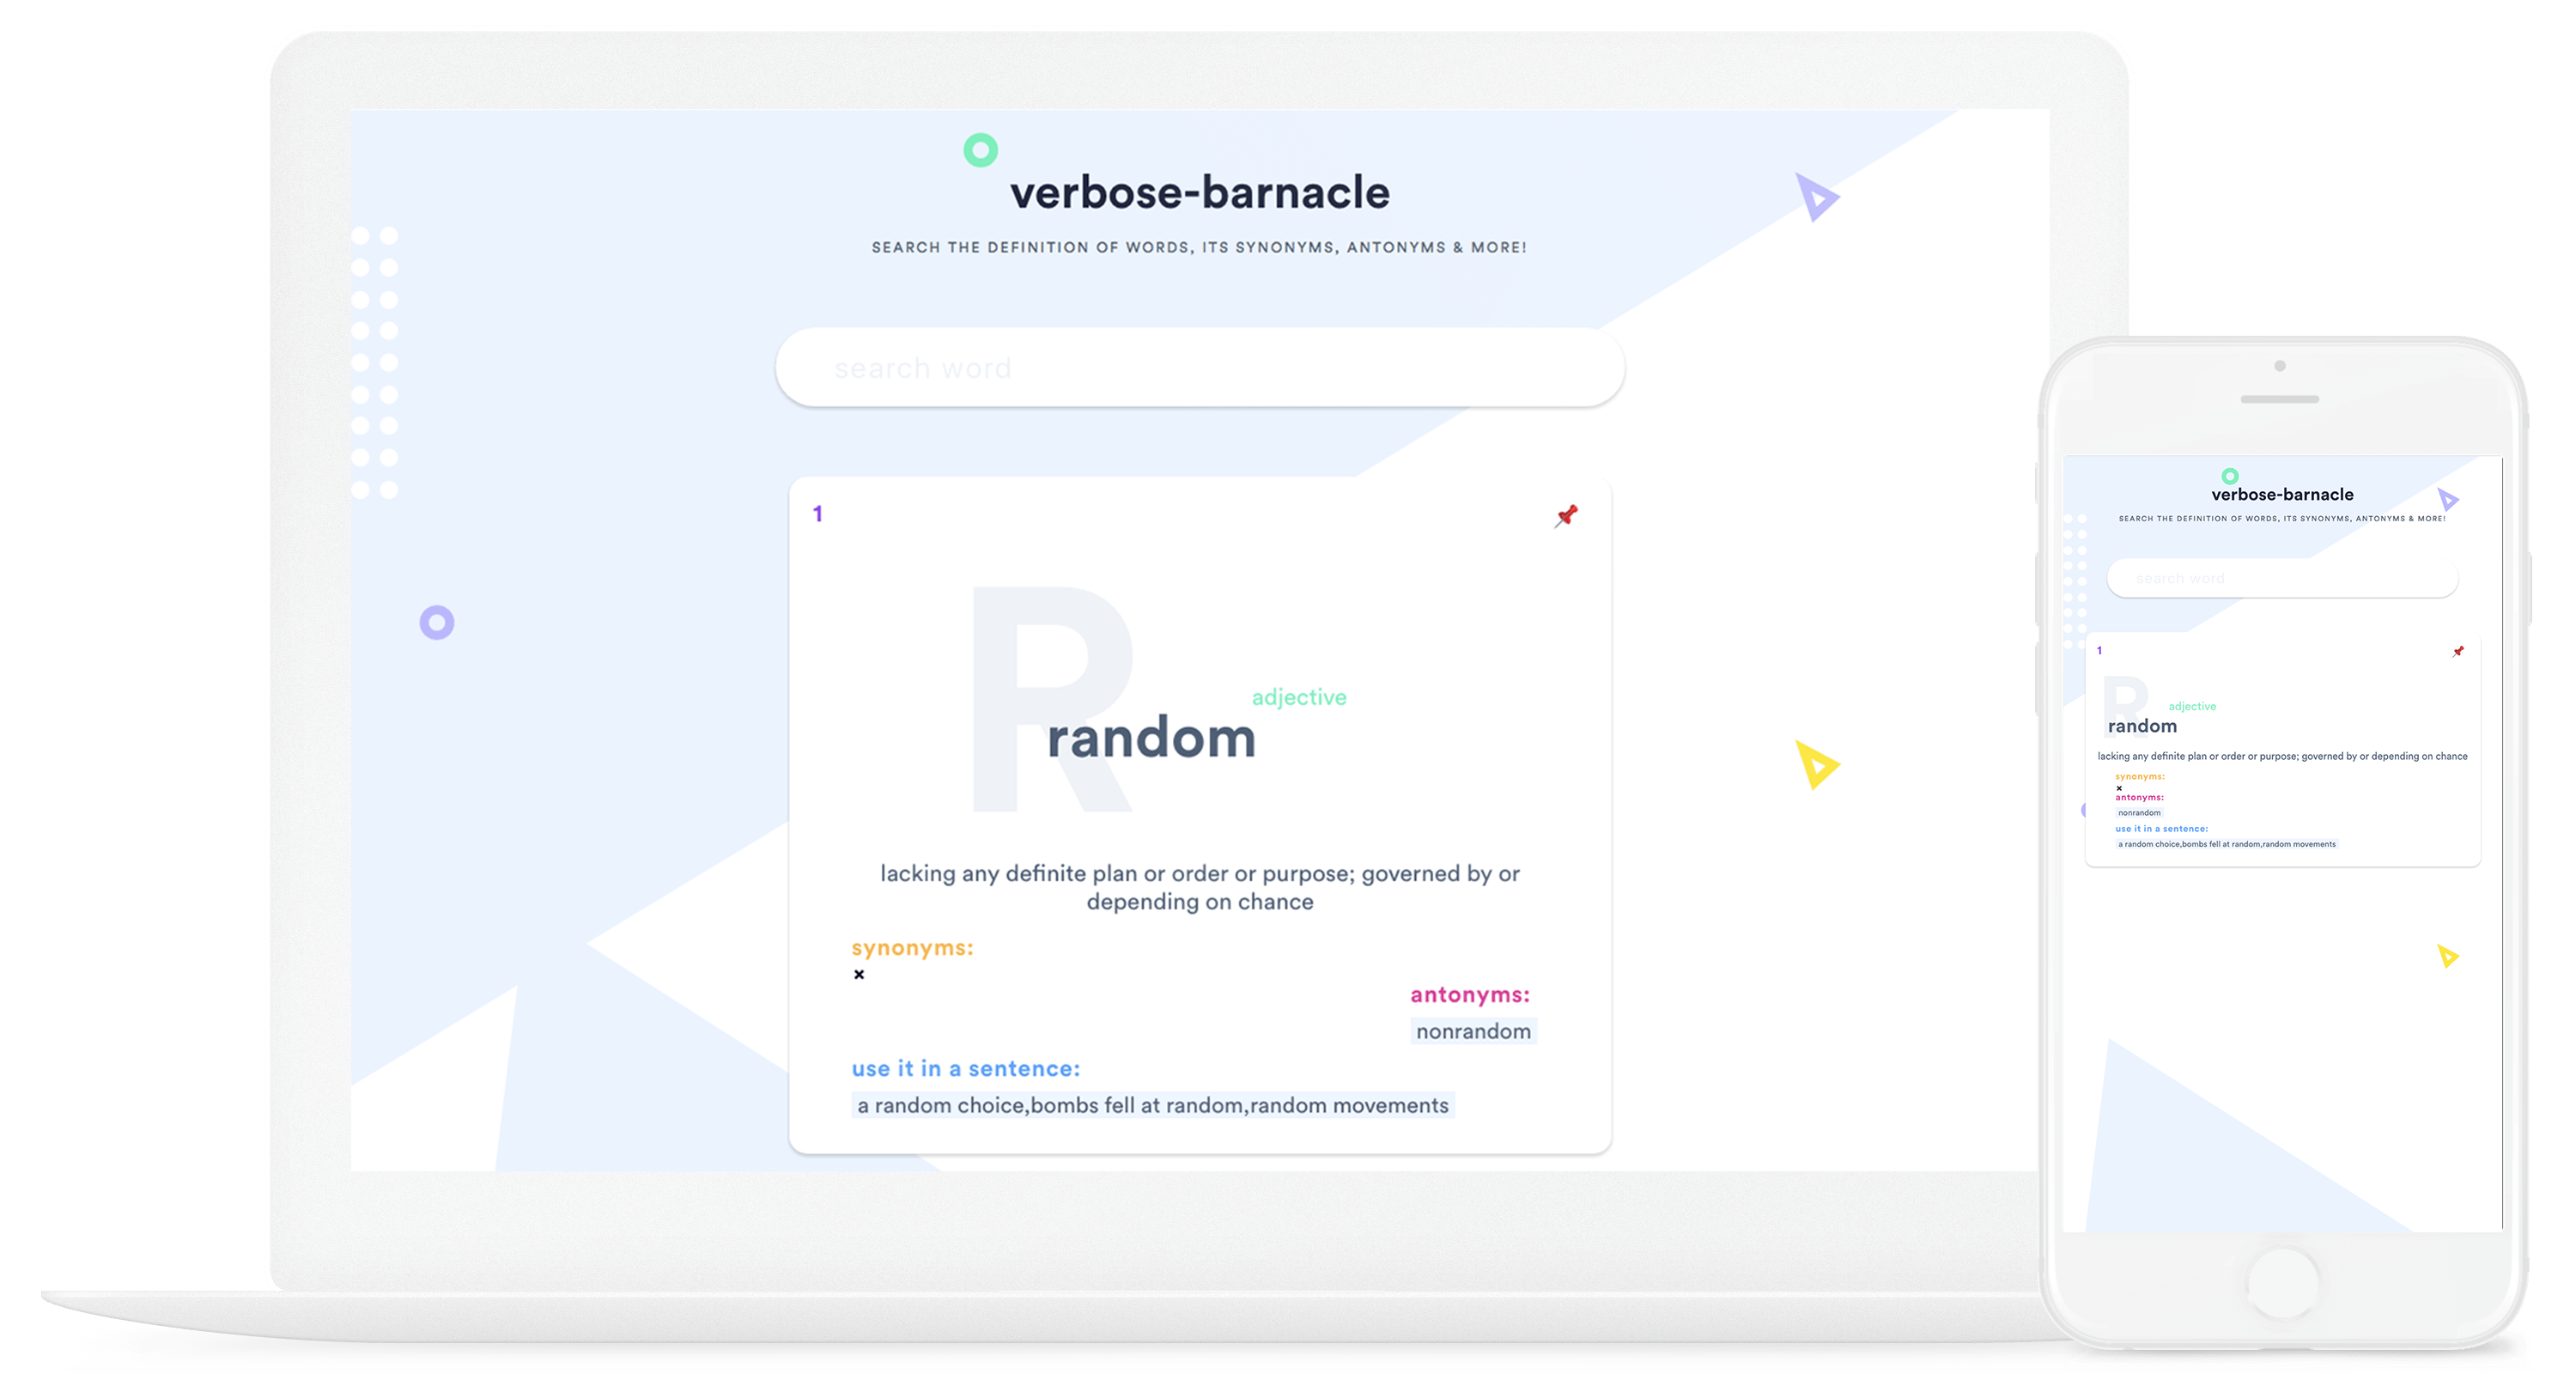 verbose-barnacle
SEARCH THE DEFINITION OF WORDS, ITS SYNONYMS, ANTONYMS & MORE!
search word
1
R
adjective
random
lacking any definite plan or order or purpose; governed by or
depending on chance
synonyms:
×
antonyms:
nonrandom
use it in a sentence:
a random choice,bombs fell at random,random movements
verbose-barnacle
SEARCH THE DEFINITION OF WORDS, ITS SYNONYMS, ANTONYMS & MORE!
search word
1
R
adjective
random
lacking any definite plan or order or purpose; governed by or depending on chance
synonyms:
×
antonyms:
nonrandom
use it in a sentence:
a random choice,bombs fell at random,random movements